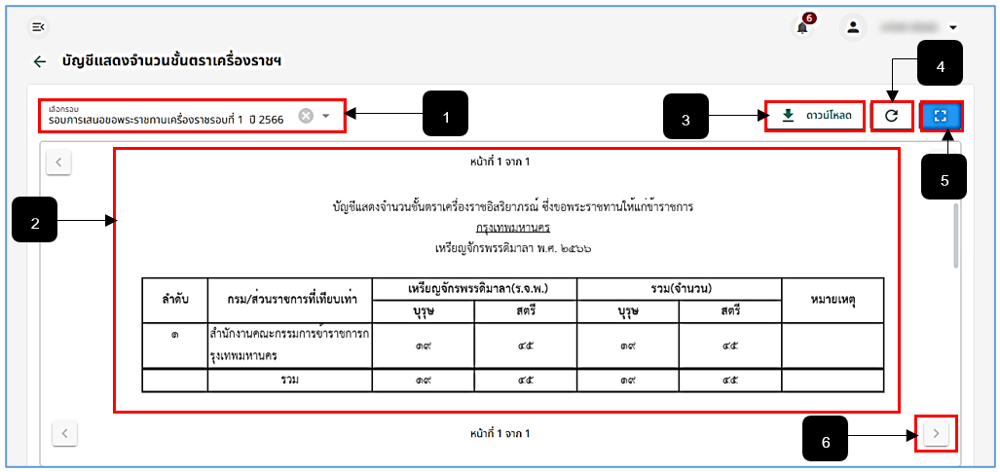 6
บัญชีแสดงจำนวนชั้นตราเครื่องราชฯ
4
เลือกรอบ
รอบการเสนอขอพระราชทานเครื่องราชรอบที่ 1 ปี 2566
1
3
ดาวน์โหลด
5
หน้าที่ 1 จาก 1
2
บัญชีแสดงจำนวนชั้นตราเครื่องราชอิสริยาภรณ์ ซึ่งขอพระราชทานให้แก่ข้าราชการ
กรุงเทพมหานคร
เหรียญจักรพรรดิมาลา พ.ศ. ๒๕๖๖
ลำดับ กรม/ส่วนราชการที่เทียบเท่า เหรียญจักรพรรดิมาลา(ร.จ.พ.) รวม(จำนวน) หมายเหตุ
บุรุษ สตรี บุรุษ สตรี
๑ สำนักงานคณะกรรมการข้าราชการก
รุงเทพมหานคร ๑๙ ๔๕ ๑๙ ๔๕
รวม ๑๙ ๔๕ ๑๙ ๔๕
หน้าที่ 1 จาก 1
6